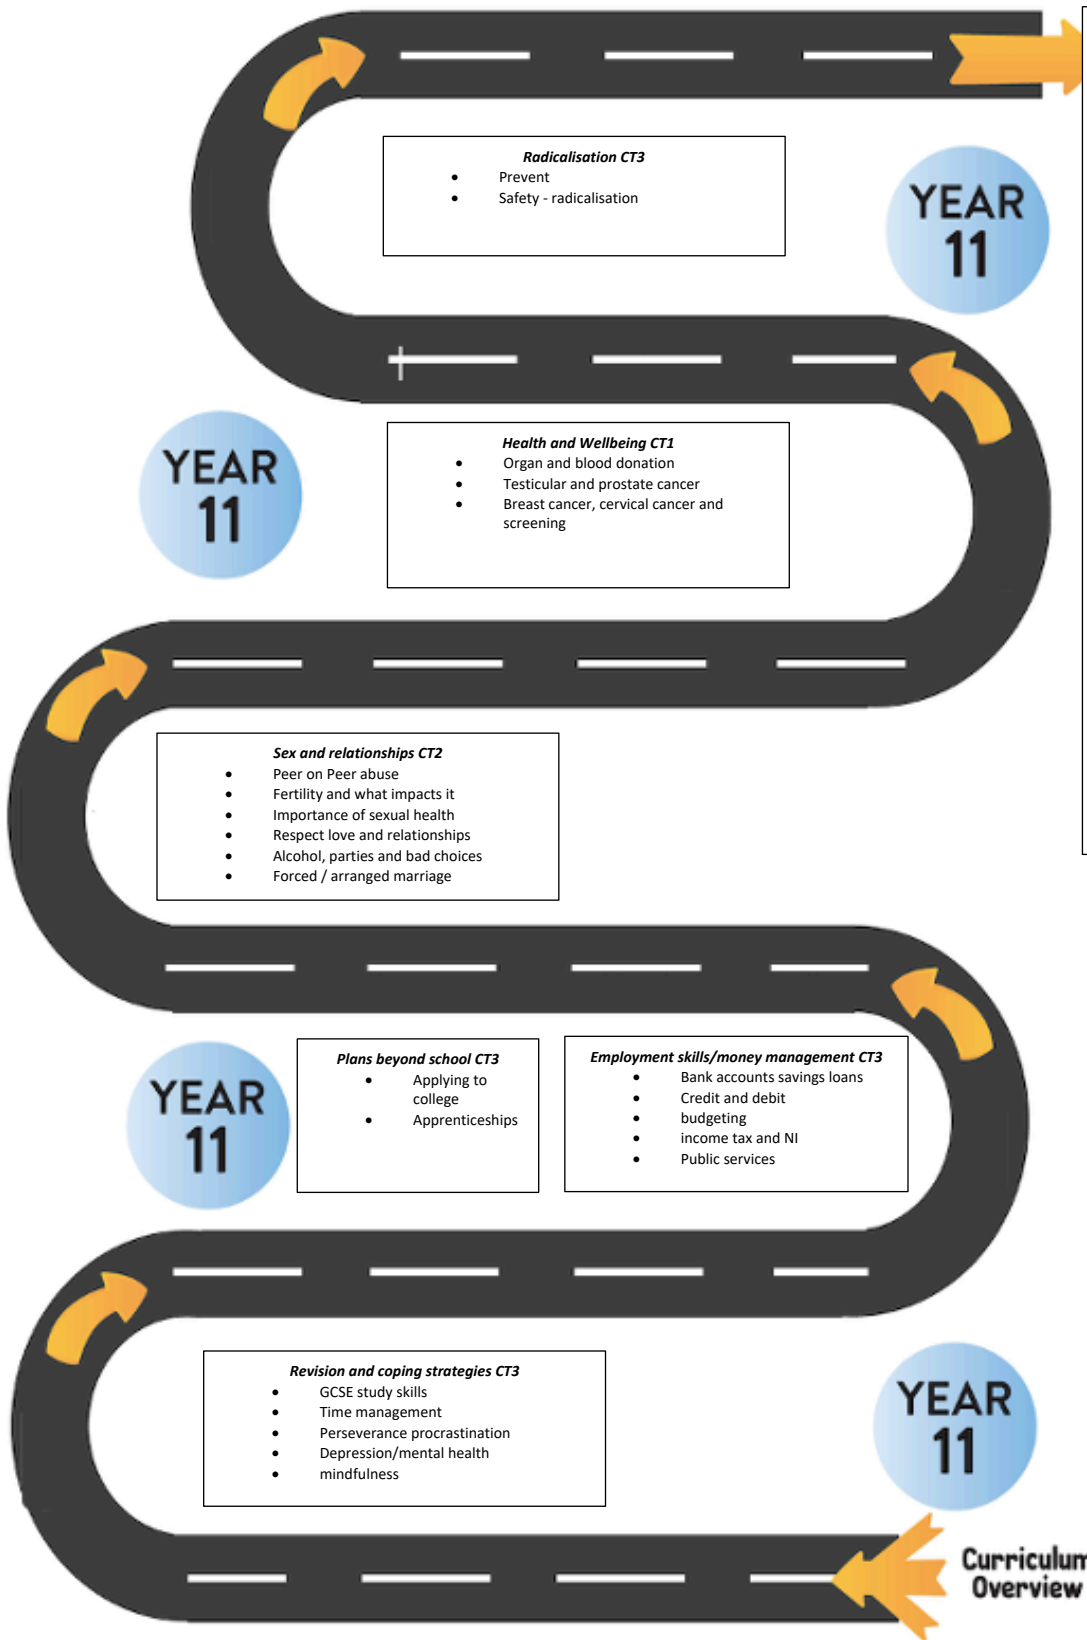 Radicalisation CT3
• Prevent
• Safety - radicalisation
YEAR
11
Health and Wellbeing CT1
• Organ and blood donation
• Testicular and prostate cancer
• Breast cancer, cervical cancer and
screening
YEAR
11
Sex and relationships CT2
• Peer on Peer abuse
• Fertility and what impacts it
• Importance of sexual health
• Respect love and relationships
• Alcohol, parties and bad choices
• Forced / arranged marriage
YEAR
11
Plans beyond school CT3
• Applying to
college
• Apprenticeships
Employment skills/money management CT3
• Bank accounts savings loans
• Credit and debit
• budgeting
• income tax and NI
• Public services
Revision and coping strategies CT3
• GCSE study skills
• Time management
• Perseverance procrastination
• Depression/mental health
• mindfulness
YEAR
11
Curriculum
Overview